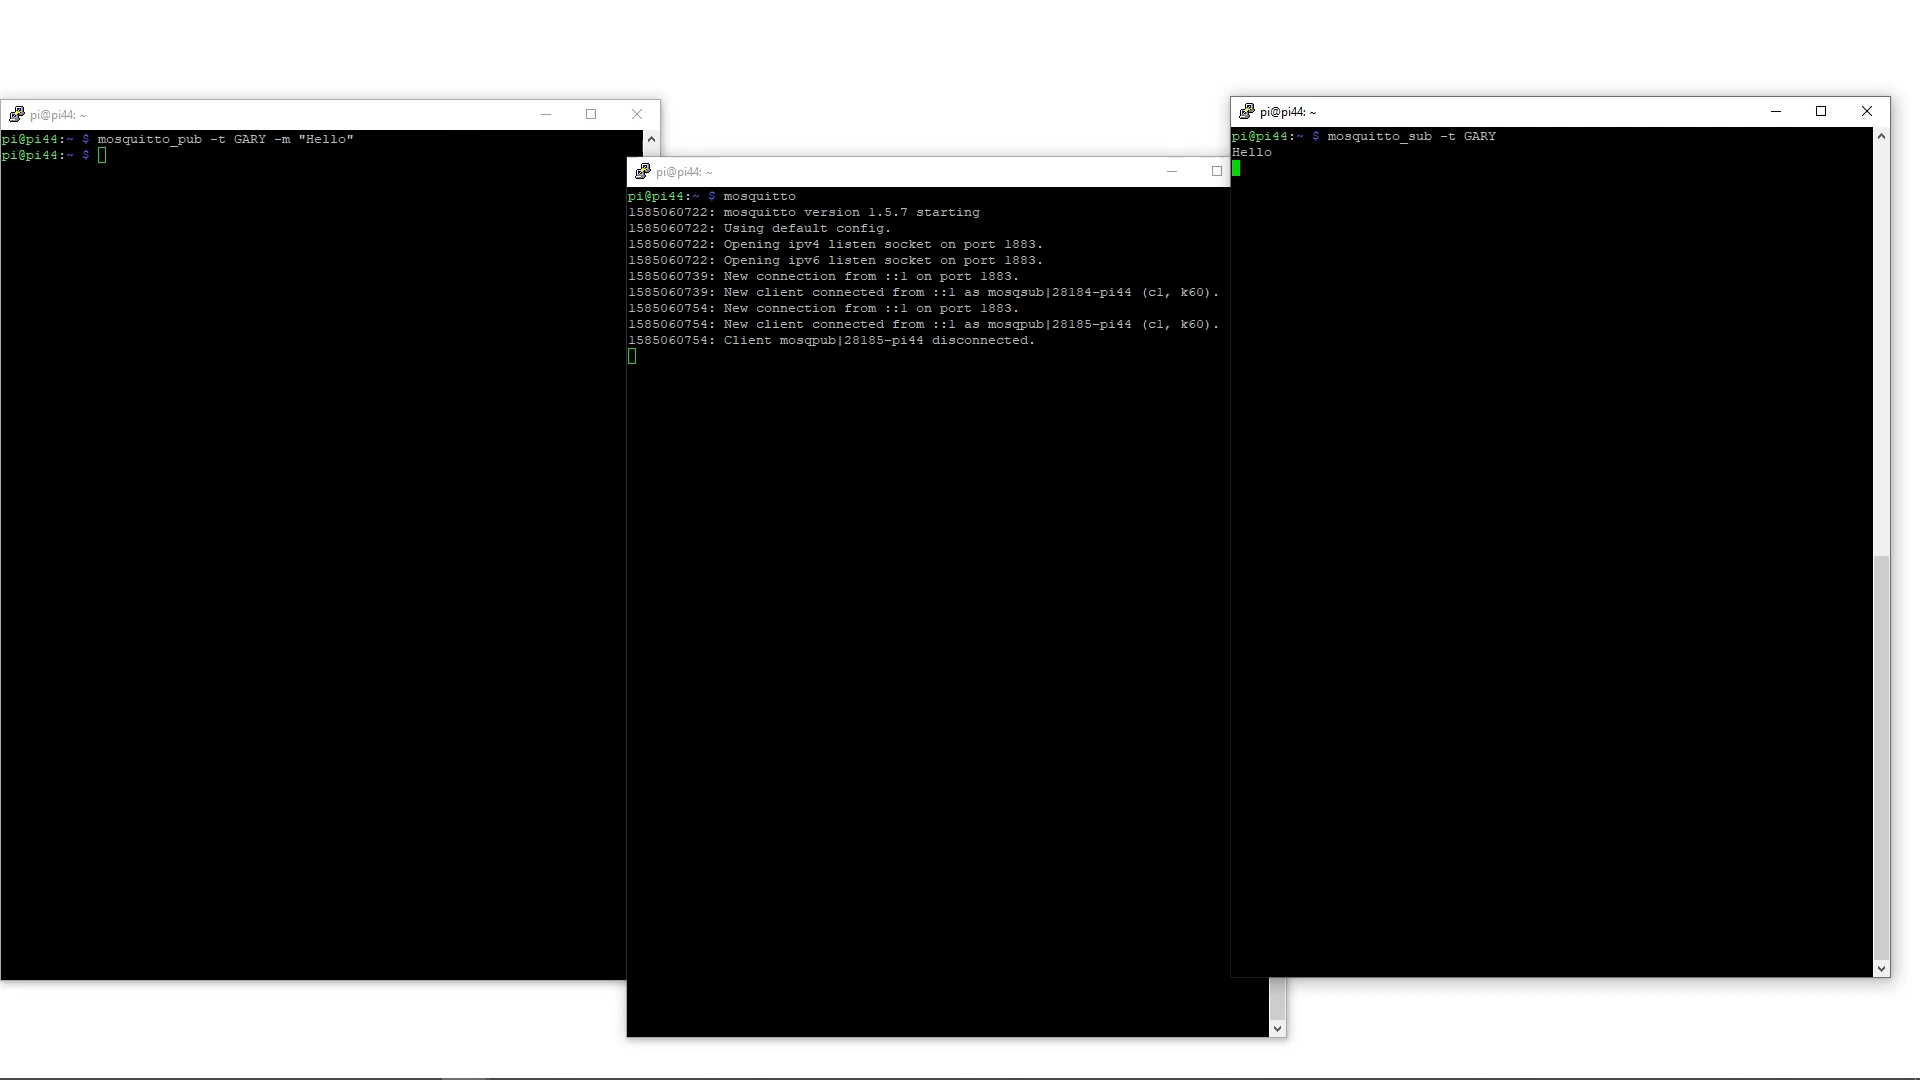 pi@pi44: ~
pi@pi44:~ $ mosquitto_pub -t GARY -m "Hello"
pi@pi44:~ $
pi@pi44: ~
pi@pi44:~ $ mosquitto
1585060722: mosquitto version 1.5.7 starting
1585060722: Using default config.
1585060722: Opening ipv4 listen socket on port 1883.
1585060722: Opening ipv6 listen socket on port 1883.
1585060739: New connection from ::1 on port 1883.
1585060739: New client connected from ::1 as mosqsub|28184-pi44 (c1, k60).
1585060754: New connection from ::1 on port 1883.
1585060754: New client connected from ::1 as mosqpub|28185-pi44 (c1, k60).
1585060754: Client mosqpub|28185-pi44 disconnected.
pi@pi44: ~
pi@pi44:~ $ mosquitto_sub -t GARY
Hello